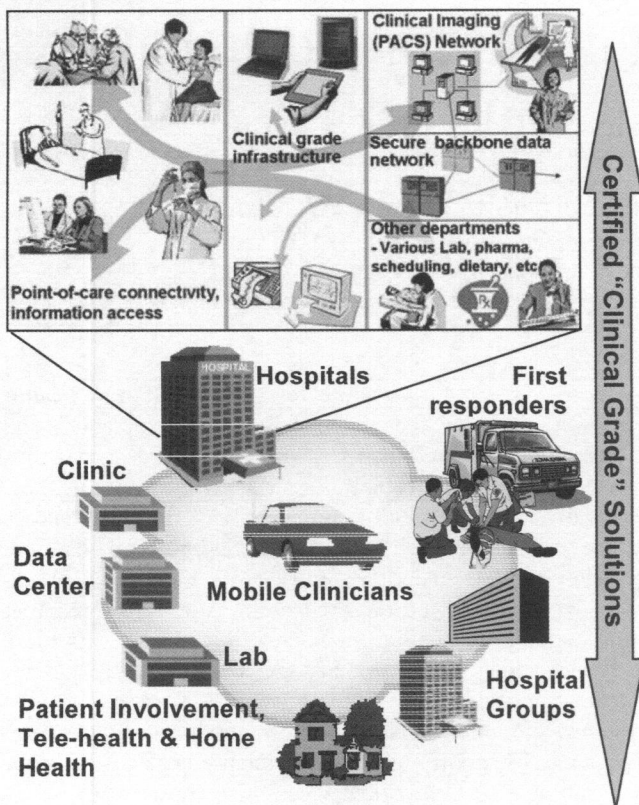 Clinical Imaging
(PACS) Network
Clinical grade
infrastructure
Secure backbone data
network
Other departments
- Various Lab, pharma,
scheduling, dietary, etc
Point-of-care connectivity,
information access
Rx
HOSPITAL
Hospitals
First
responders
Clinic
Data
Center
Mobile Clinicians
Lab
Hospital
Groups
Patient Involvement,
Tele-health & Home
Health
Certified "Clinical Grade" Solutions